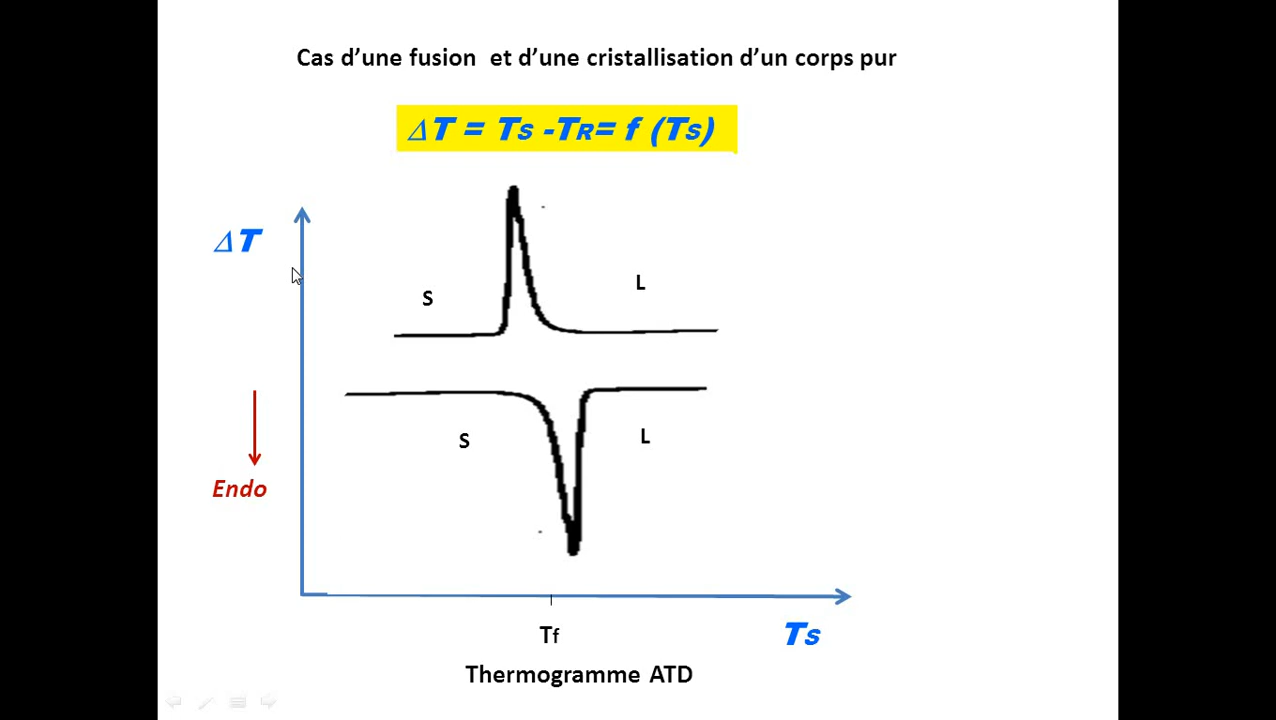 Cas d’une fusion et d’une cristallisation d’un corps pur
ΔT = Ts -TR= f (Ts)
ΔT
S
L
S
L
Endo
Tf
Ts
Thermogramme ATD